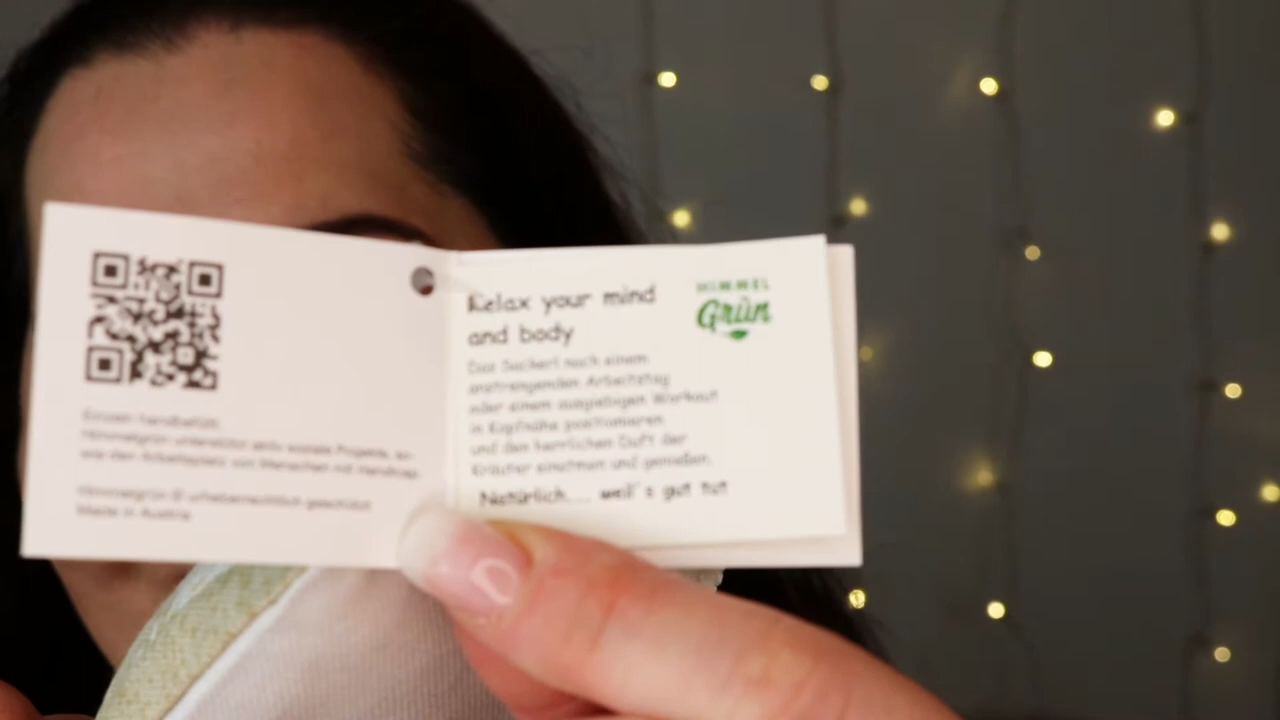 Einzeln handbefüllt.
Himmelgrün unterstützt aktiv soziale Projekte, so-
wie den Arbeitsplatz von Menschen mit Handicap.
Himmelgrün ® urheberrechtlich geschützt
Made in Austria
Relax your mind
and body
HIMMEL
Grün
Das Sackerl nach einem
anstrengenden Arbeitstag
oder einem ausgiebigen Workout
in Kopfnähe positionieren
und den herrlichen Duft der
Kräuter einatmen und genießen.
Natürlich.... weil's gut tut